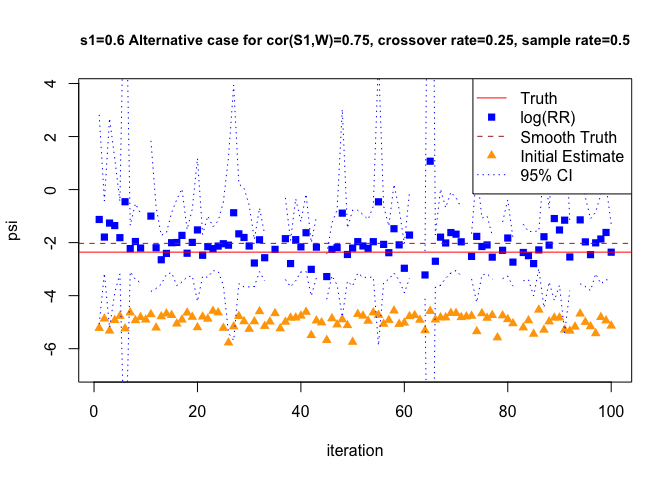 s1=0.6 Alternative case for cor(S1,W)=0.75, crossover rate=0.25, sample rate=0.5
4
2
0
-2
-4
-6
psi
Truth
log(RR)
Smooth Truth
Initial Estimate
95% CI
0 20 40 60 80 100
iteration